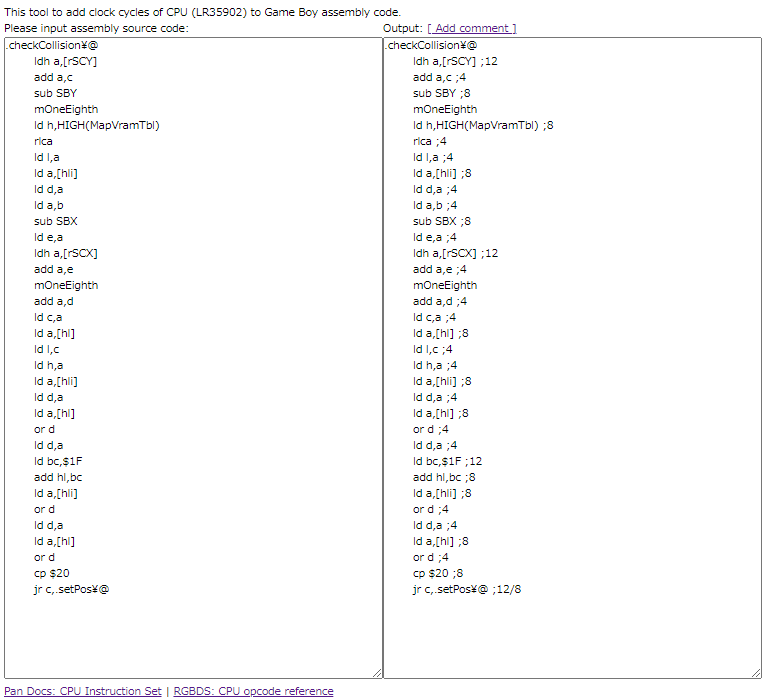 This tool to add clock cycles of CPU (LR35902) to Game Boy assembly code.
Please input assembly source code:
.checkCollision¥@
ldh a,[rSCY]
add a,c
sub SBY
mOneEighth
ld h,HIGH(MapVramTbl)
rlca
ld l,a
ld a,[hli]
ld d,a
ld a,b
sub SBX
ld e,a
ldh a,[rSCX]
add a,e
mOneEighth
add a,d
ld c,a
ld a,[hl]
ld l,c
ld h,a
ld a,[hli]
ld d,a
ld a,[hl]
or d
ld d,a
ld bc,$1F
add hl,bc
ld a,[hli]
or d
ld d,a
ld a,[hl]
or d
cp $20
jr c,.setPos¥@
Output: [ Add comment ]
.checkCollision¥@
ldh a,[rSCY] ;12
add a,c ;4
sub SBY ;8
mOneEighth
ld h,HIGH(MapVramTbl) ;8
rlca ;4
ld l,a ;4
ld a,[hli] ;8
ld d,a ;4
ld a,b ;4
sub SBX ;8
ld e,a ;4
ldh a,[rSCX] ;12
add a,e ;4
mOneEighth
add a,d ;4
ld c,a ;4
ld a,[hl] ;8
ld l,c ;4
ld h,a ;4
ld a,[hli] ;8
ld d,a ;4
ld a,[hl] ;8
or d ;4
ld d,a ;4
ld bc,$1F ;12
add hl,bc ;8
ld a,[hli] ;8
or d ;4
ld d,a ;4
ld a,[hl] ;8
or d ;4
cp $20 ;8
jr c,.setPos¥@ ;12/8
Pan Docs: CPU Instruction Set | RGBDS: CPU opcode reference